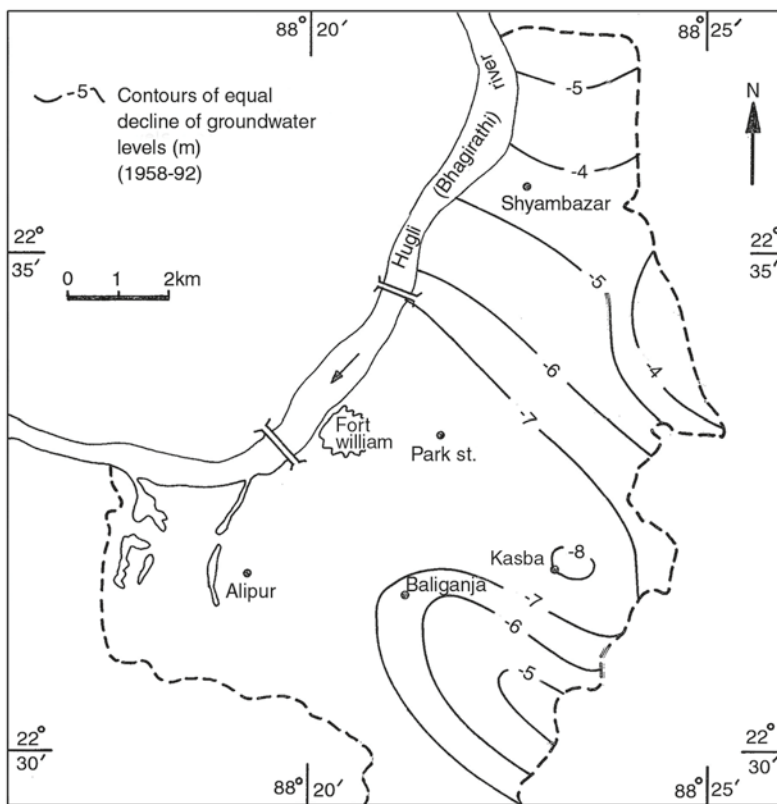 88° 20′
88° 25′
-5 Contours of equal
decline of groundwater
levels (m)
(1958-92)
river
(Bhagirathi)
Hugli
N
-5
-4
Shyambazar
22°
35′
22°
35′
0 1 2km
-5
-4
-6
-7
Fort
william
Park st.
Kasba
-8
Alipur
Baliganja
-7
-6
-5
22°
30′
22°
30′
88° 20′
88° 25′